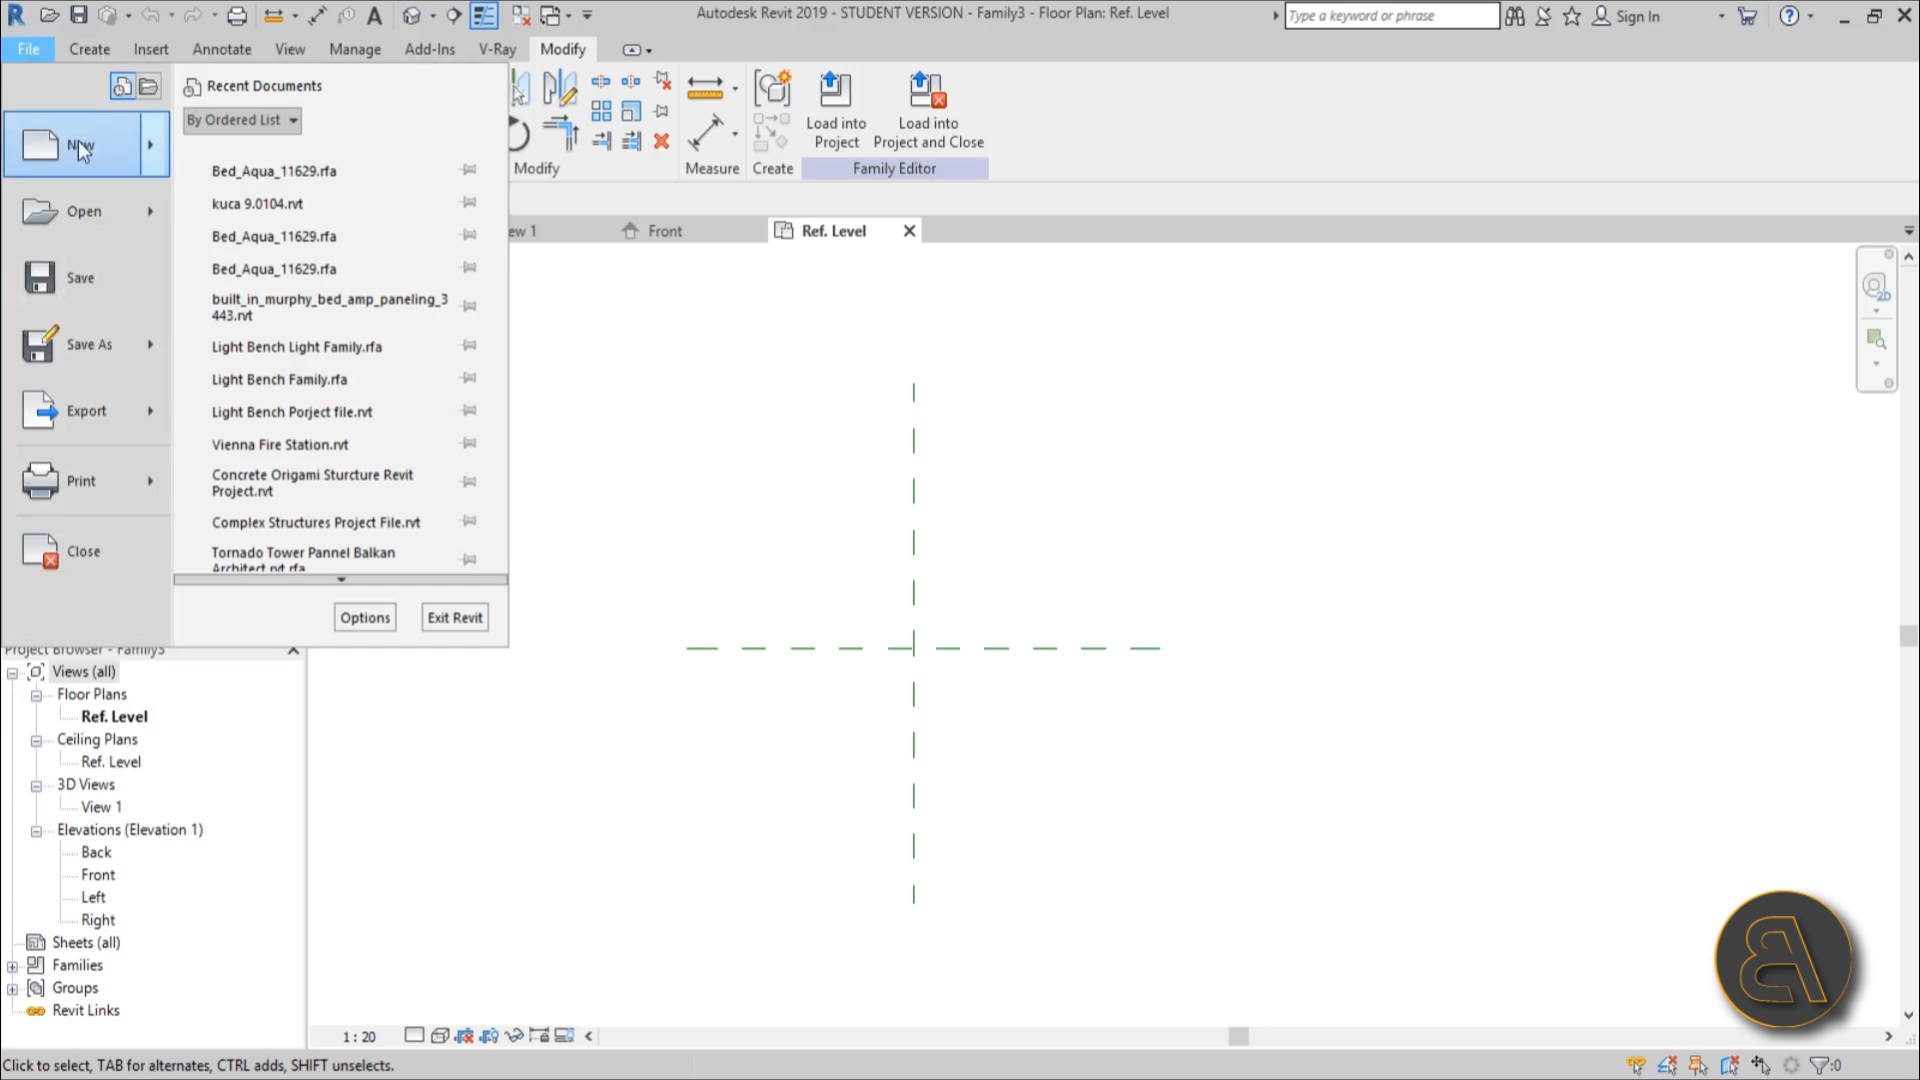 Autodesk Revit 2019 - STUDENT VERSION - Family3 - Floor Plan: Ref. Level
Type a keyword or phrase
Sign In
File Create Insert Annotate View Manage Add-Ins V-Ray Modify
Recent Documents
By Ordered List
New
Open
Save
Save As
Export
Print
Close
Bed_Aqua_11629.rfa
kuca 9.0104.rvt
Bed_Aqua_11629.rfa
Bed_Aqua_11629.rfa
built_in_murphy_bed_amp_paneling_3
443.rvt
Light Bench Light Family.rfa
Light Bench Family.rfa
Light Bench Porject file.rvt
Vienna Fire Station.rvt
Concrete Origami Sturcture Revit
Project.rvt
Complex Structures Project File.rvt
Tornado Tower Pannel Balkan
Architect.rvt.rfa
Options
Exit Revit
Load into
Project
Load into
Project and Close
Modify Measure Create Family Editor
ew 1
Front
Ref. Level
2D
Project Browser - Family3
Views (all)
Floor Plans
Ref. Level
Ceiling Plans
Ref. Level
3D Views
View 1
Elevations (Elevation 1)
Back
Front
Left
Right
Sheets (all)
Families
Groups
Revit Links
1 : 20
Click to select, TAB for alternates, CTRL adds, SHIFT unselects.
:0